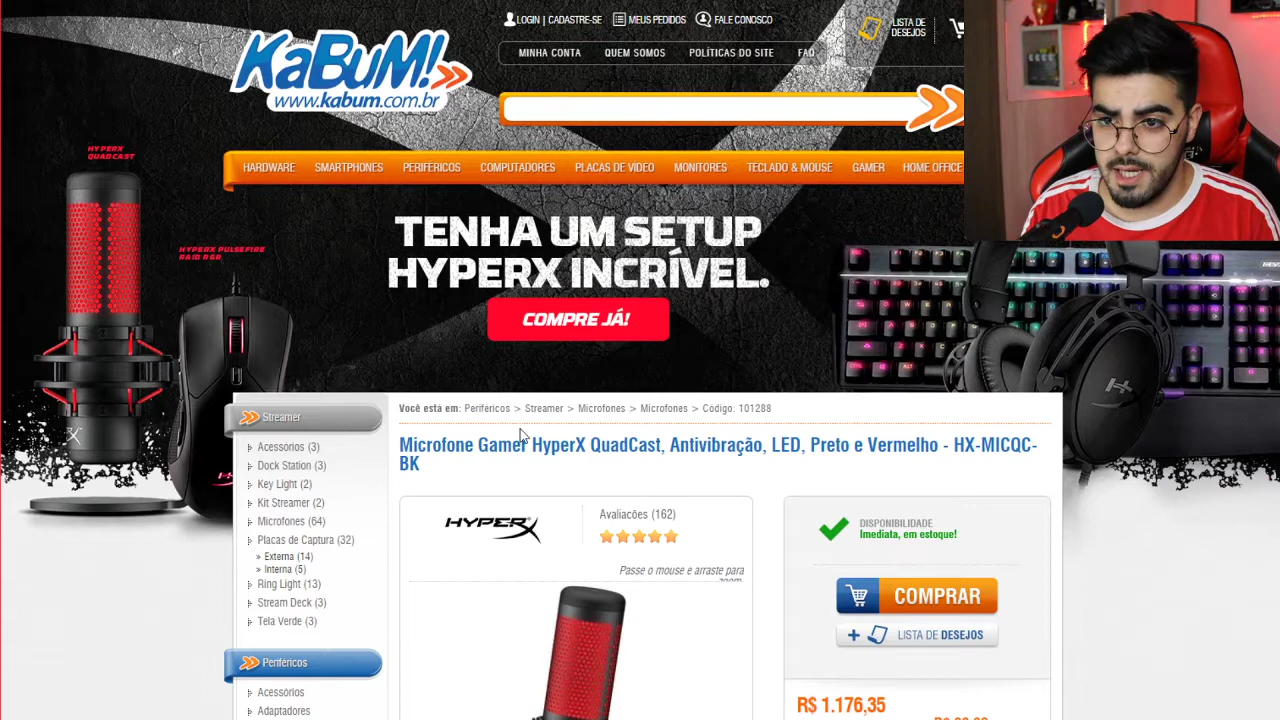 LOGIN | CADASTRE-SE MEUS PEDIDOS FALE CONOSCO
LISTA DE
DESEJOS
MINHA CONTA QUEM SOMOS POLÍTICAS DO SITE FAQ
KaBuM!
www.kabum.com.br
HYPERX
QUADCAST
HARDWARE SMARTPHONES PERIFÉRICOS COMPUTADORES PLACAS DE VÍDEO MONITORES TECLADO & MOUSE GAMER HOME OFFICE
TENHA UM SETUP
HYPERX INCRÍVEL.
COMPRE JÁ!
HYPERX PULSEFIRE
RAID RGB
Streamer
Acessórios (3)
Dock Station (3)
Key Light (2)
Kit Streamer (2)
Microfones (64)
Placas de Captura (32)
» Externa (14)
» Interna (5)
Ring Light (13)
Stream Deck (3)
Tela Verde (3)
Periféricos
Acessórios
Adaptadores
Você está em: Periféricos > Streamer > Microfones > Microfones > Código: 101288
Microfone Gamer HyperX QuadCast, Antivibração, LED, Preto e Vermelho - HX-MICQC-
BK
HYPERX
Avaliacões (162)
Passe o mouse e arraste para
zoom.
DISPONIBILIDADE
Imediata, em estoque!
COMPRAR
+ LISTA DE DESEJOS
R$ 1.176,35